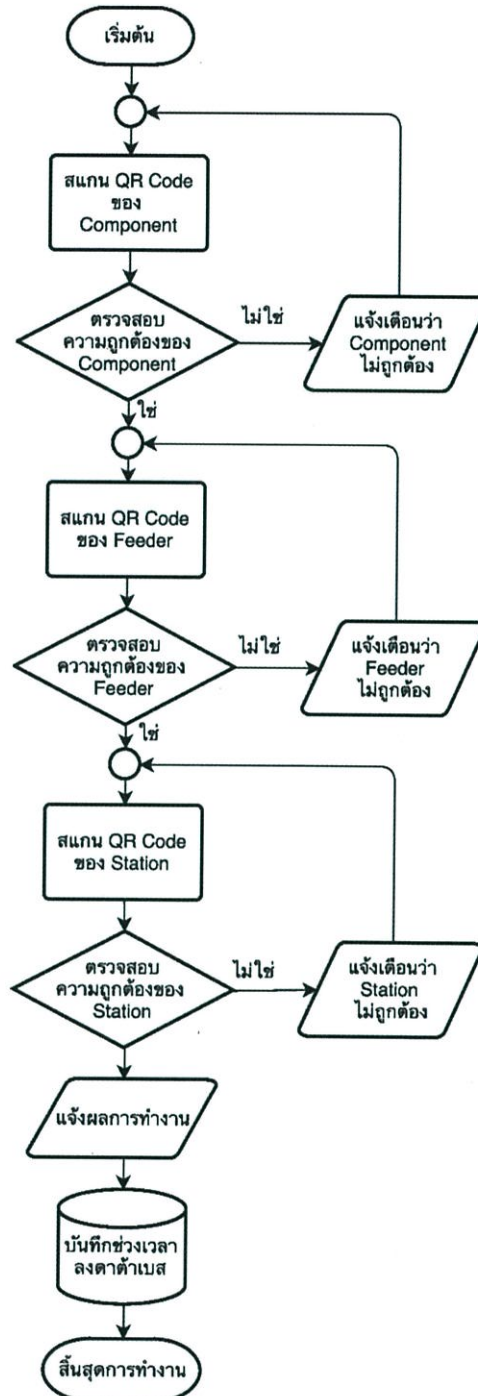 เริ่มต้น
สแกน QR Code
ของ
Component
ตรวจสอบ
ความถูกต้องของ
Component
ไม่ใช่
แจ้งเตือนว่า
Component
ไม่ถูกต้อง
ใช่
สแกน QR Code
ของ Feeder
ตรวจสอบ
ความถูกต้องของ
Feeder
ไม่ใช่
แจ้งเตือนว่า
Feeder
ไม่ถูกต้อง
ใช่
สแกน QR Code
ของ Station
ตรวจสอบ
ความถูกต้องของ
Station
ไม่ใช่
แจ้งเตือนว่า
Station
ไม่ถูกต้อง
แจ้งผลการทำงาน
บันทึกช่วงเวลา
ลงดาต้าเบส
สิ้นสุดการทำงาน